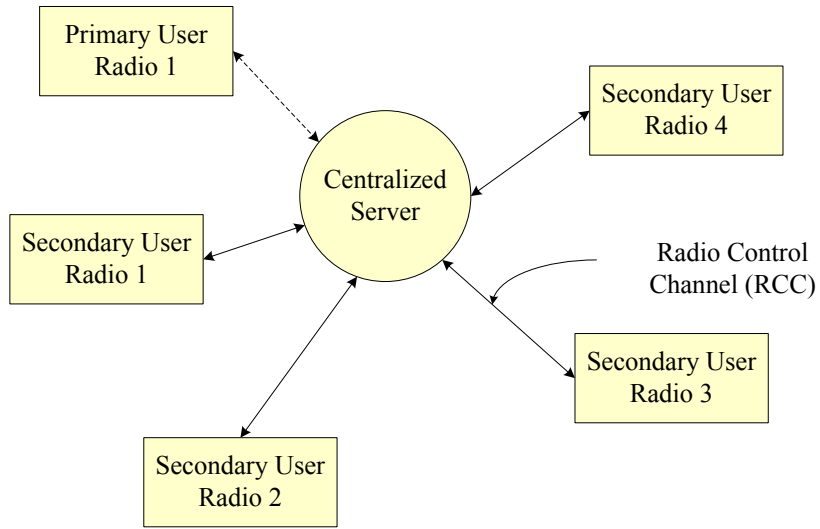 Primary User
Radio 1
Secondary User
Radio 4
Centralized
Server
Secondary User
Radio 1
Radio Control
Channel (RCC)
Secondary User
Radio 3
Secondary User
Radio 2